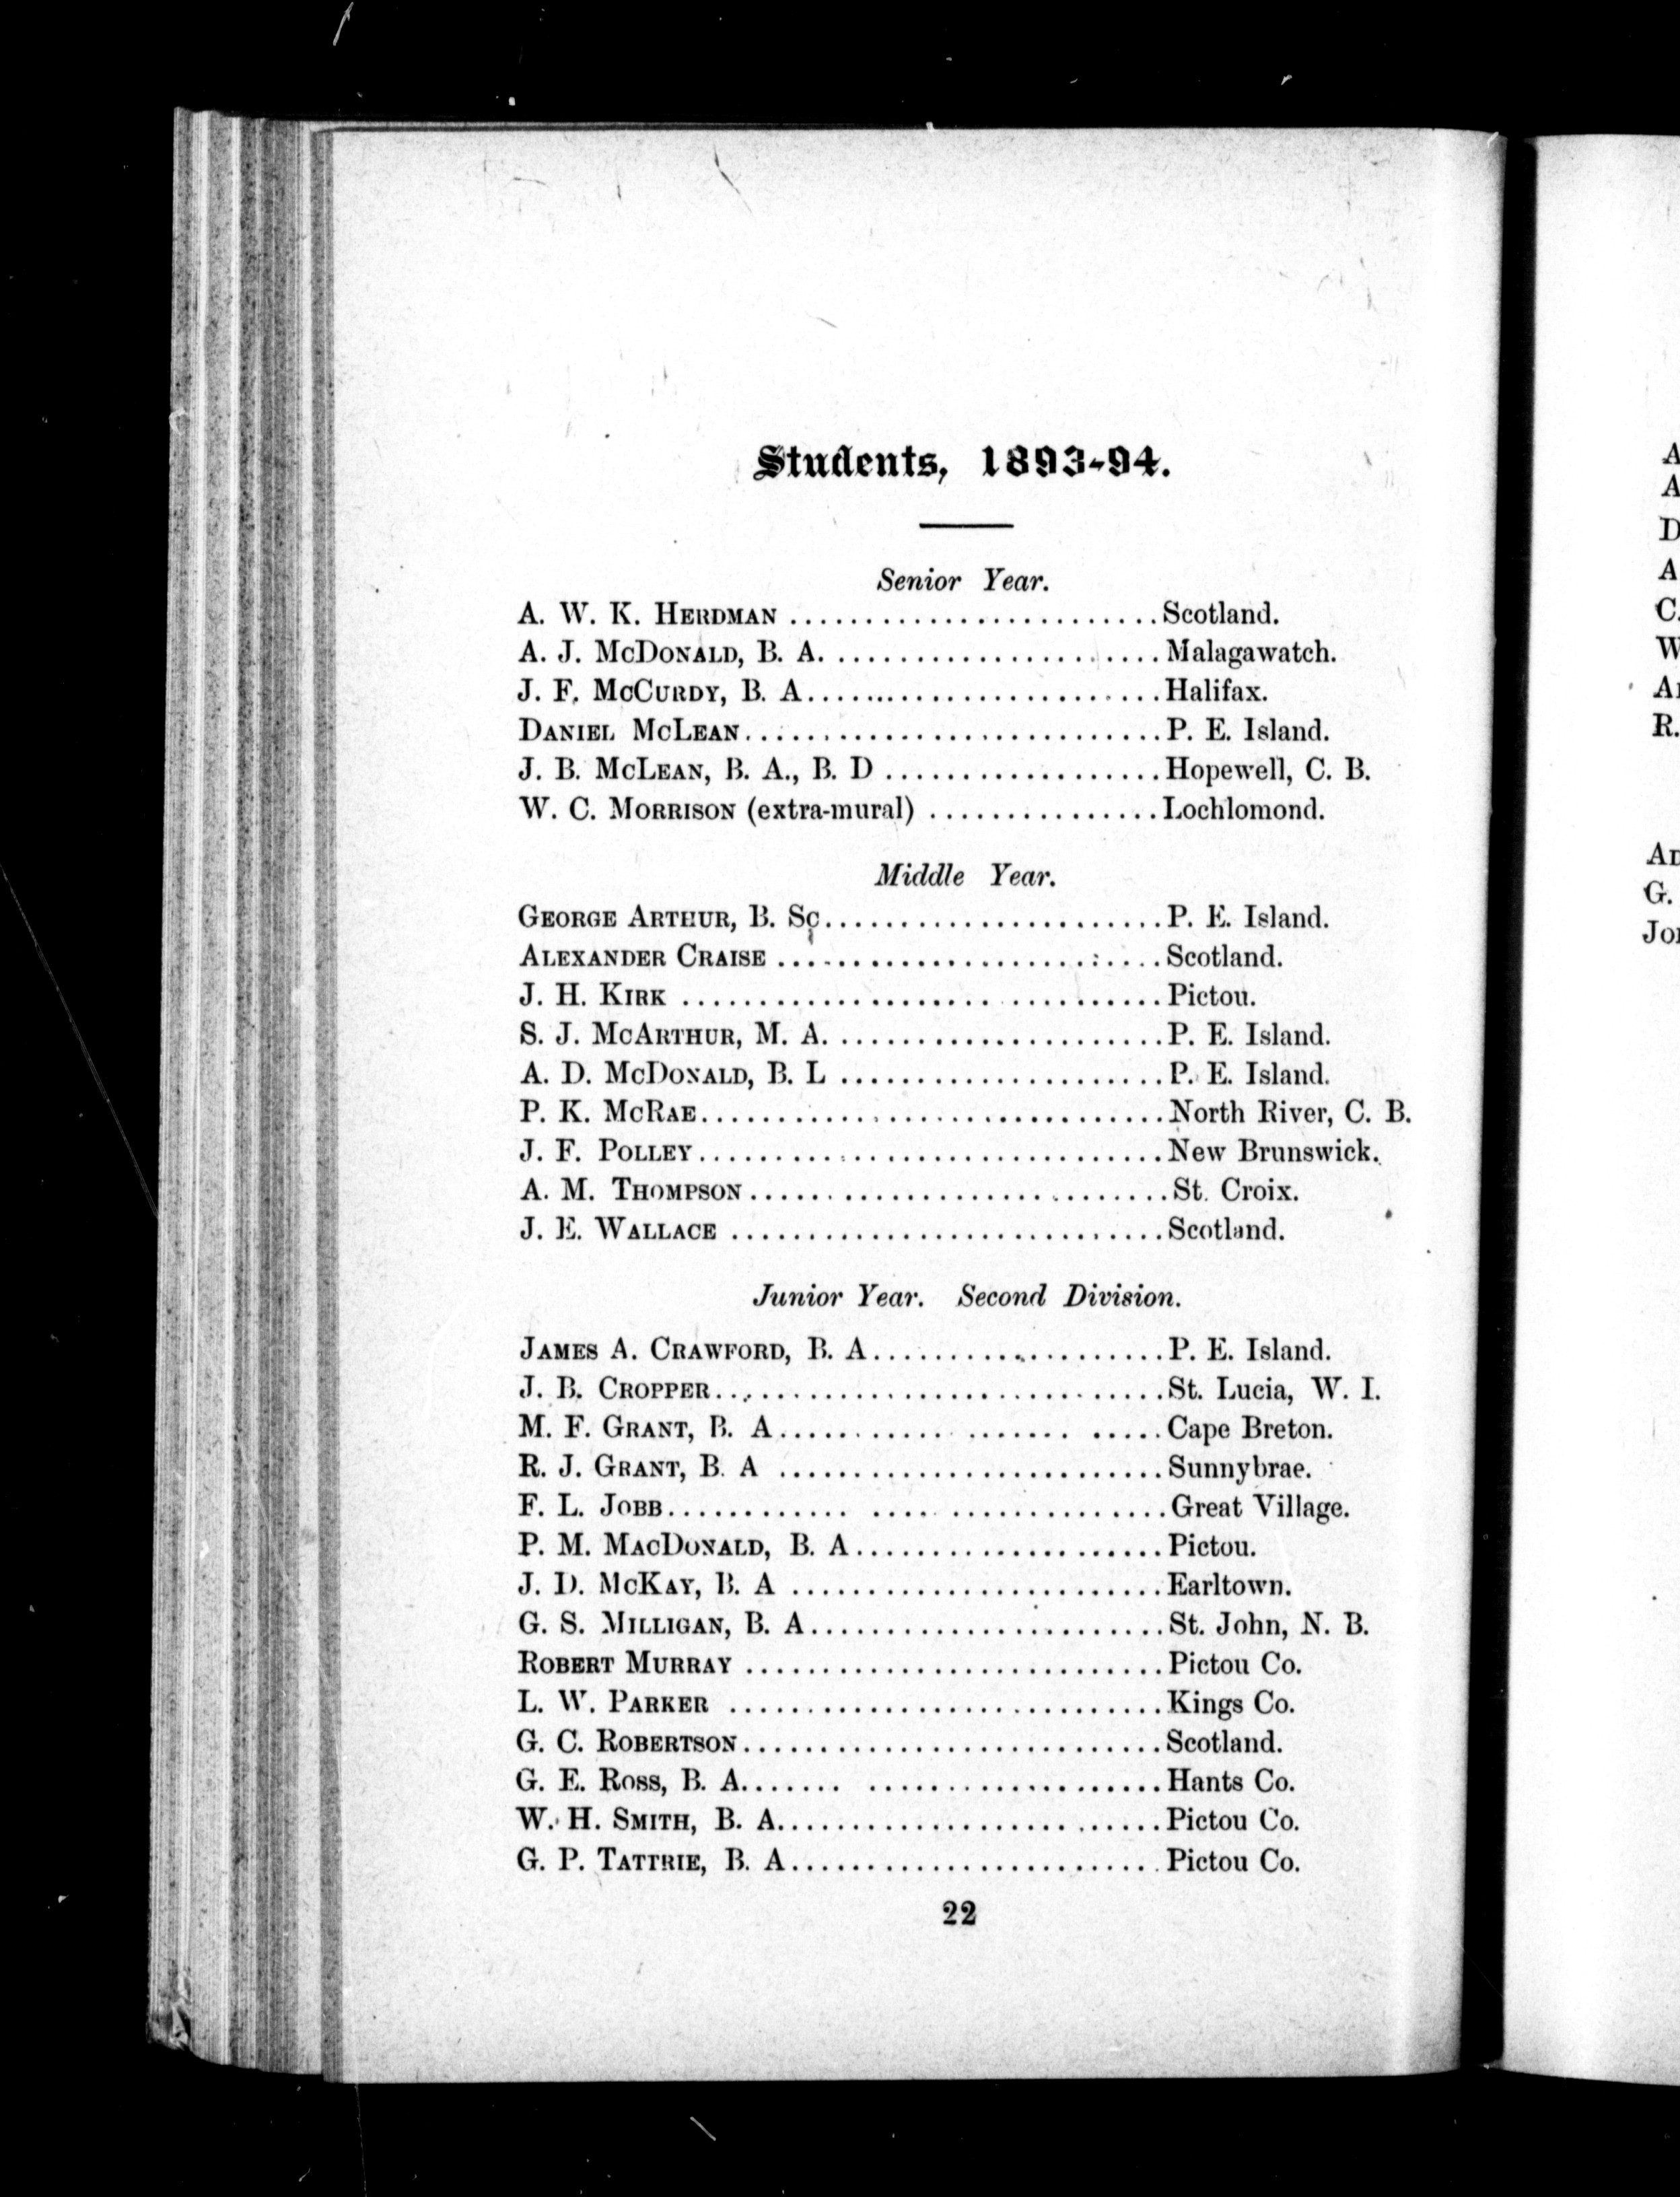 Students, 1893-94.
Senior Year.
A. W. K. HERDMAN ........................Scotland.
A. J. MCDONALD, B. A. .....................Malagawatch.
J. F. MCCURDY, B. A.......................Halifax.
DANIEL MCLEAN...........................P. E. Island.
J. B. MCLEAN, B. A., B. D ..................Hopewell, C. B.
W. C. MORRISON (extra-mural) ...............Lochlomond.
Middle Year.
GEORGE ARTHUR, B. SC......................P. E. Island.
ALEXANDER CRAISE .........................Scotland.
J. H. KIRK ...............................Pictou.
S. J. MCARTHUR, M. A. .....................P. E. Island.
A. D. MCDONALD, B. L .....................P. E. Island.
P. K. MCRAE..............................North River, C. B.
J. F. POLLEY..............................New Brunswick.
A. M. THOMPSON...........................St. Croix.
J. E. WALLACE ............................Scotland.
Junior Year. Second Division.
JAMES A. CRAWFORD, B. A...................P. E. Island.
J. B. CROPPER.............................St. Lucia, W. I.
M. F. GRANT, B. A........... ....... .....Cape Breton.
R. J. GRANT, B. A .........................Sunnybrae.
F. L. JOBB............ ...................Great Village.
P. M. MACDONALD, B. A....................Pictou.
J. D. MCKAY, B. A ........................Earltown.
G. S. MILLIGAN, B. A.......................St. John, N. B.
ROBERT MURRAY ...........................Pictou Co.
L. W. PARKER ............................Kings Co.
G. C. ROBERTSON...........................Scotland.
G. E. ROSS, B. A....... ...................Hants Co.
W. H. SMITH, B. A.........................Pictou Co.
G. P. TATTRIE, B. A........................Pictou Co.
22
A
A
D
A
C.
W
R.
G.